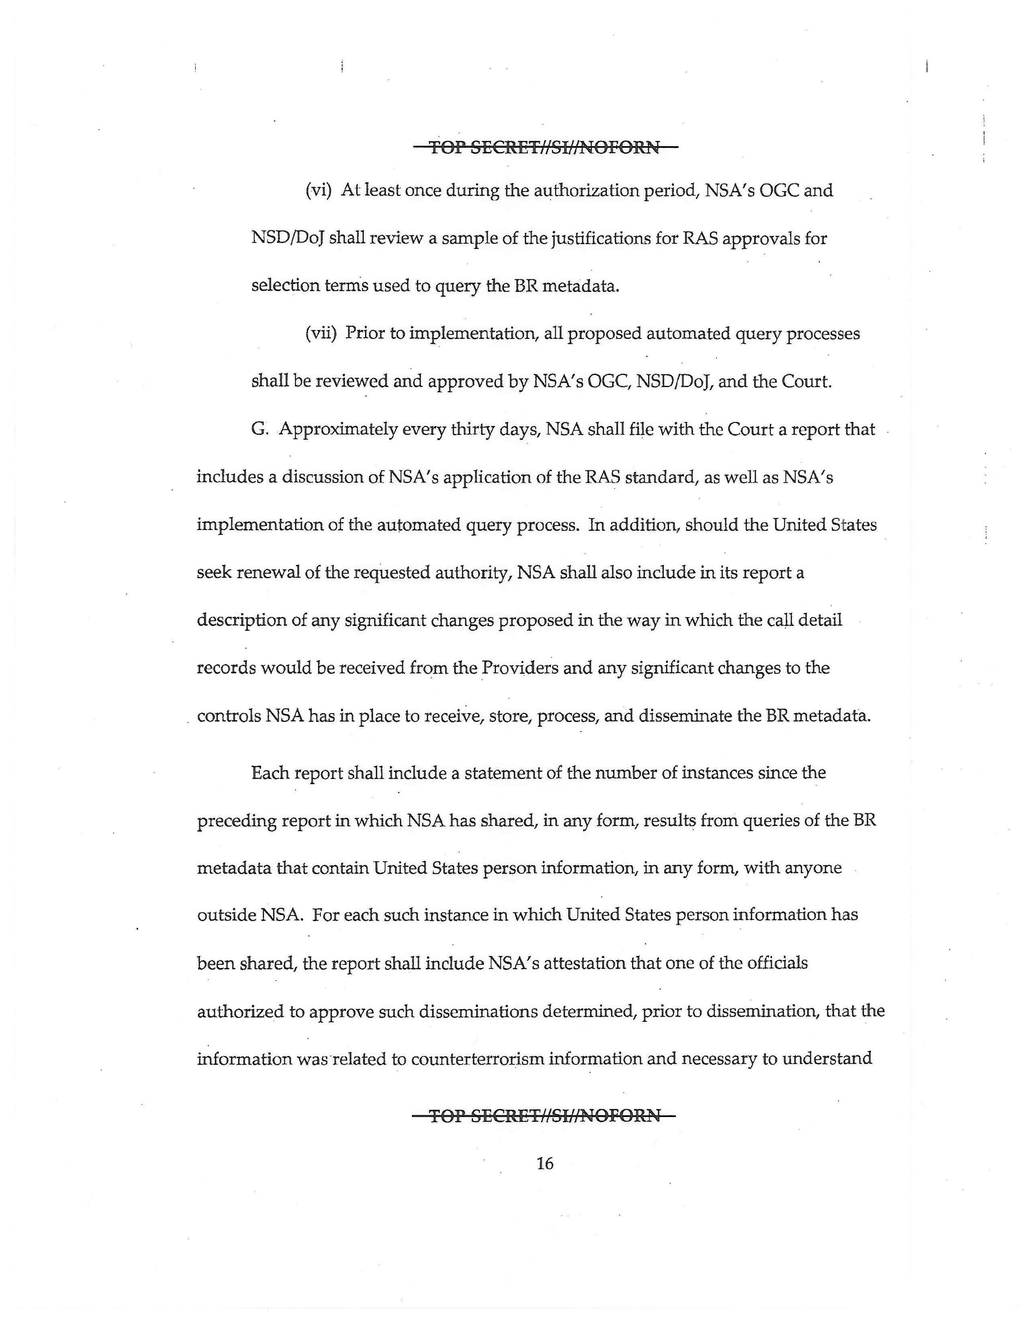 TOP SECRET//SI//NOFORN
(vi) At least once during the authorization period, NSA's OGC and
NSD/DoJ shall review a sample of the justifications for RAS approvals for
selection terms used to query the BR metadata.
(vii) Prior to implementation, all proposed automated query processes
shall be reviewed and approved by NSA's OGC, NSD/DoJ, and the Court.
G. Approximately every thirty days, NSA shall file with the Court a report that
includes a discussion of NSA's application of the RAS standard, as well as NSA's
implementation of the automated query process. In addition, should the United States
seek renewal of the requested authority, NSA shall also include in its report a
description of any significant changes proposed in the way in which the call detail
records would be received from the Providers and any significant changes to the
controls NSA has in place to receive, store, process, and disseminate the BR metadata.
Each report shall include a statement of the number of instances since the
preceding report in which NSA has shared, in any form, results from queries of the BR
metadata that contain United States person information, in any form, with anyone
outside NSA. For each such instance in which United States person information has
been shared, the report shall include NSA's attestation that one of the officials
authorized to approve such disseminations determined, prior to dissemination, that the
information was related to counterterrorism information and necessary to understand
TOP SECRET//SI//NOFORN
16